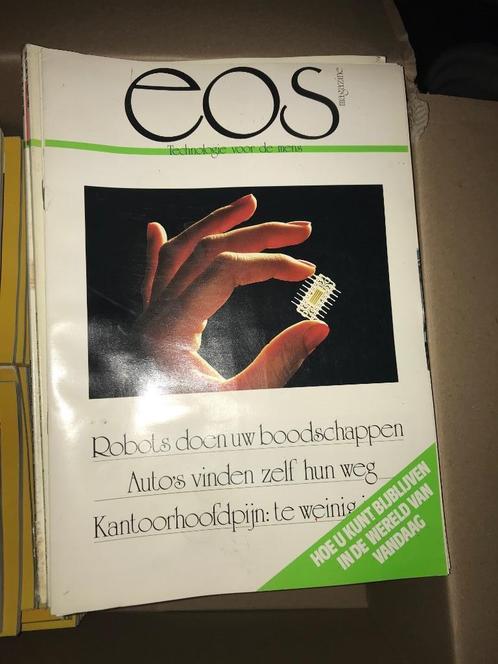 eos
magazine
Technologie voor de mens
Robots doen uw boodschappen
Auto's vinden zelf hun weg
Kantoorhoofdpijn: te weinig
HOE U KUNT BIJBLIJVEN
IN DE WERELD VAN
VANDAAG